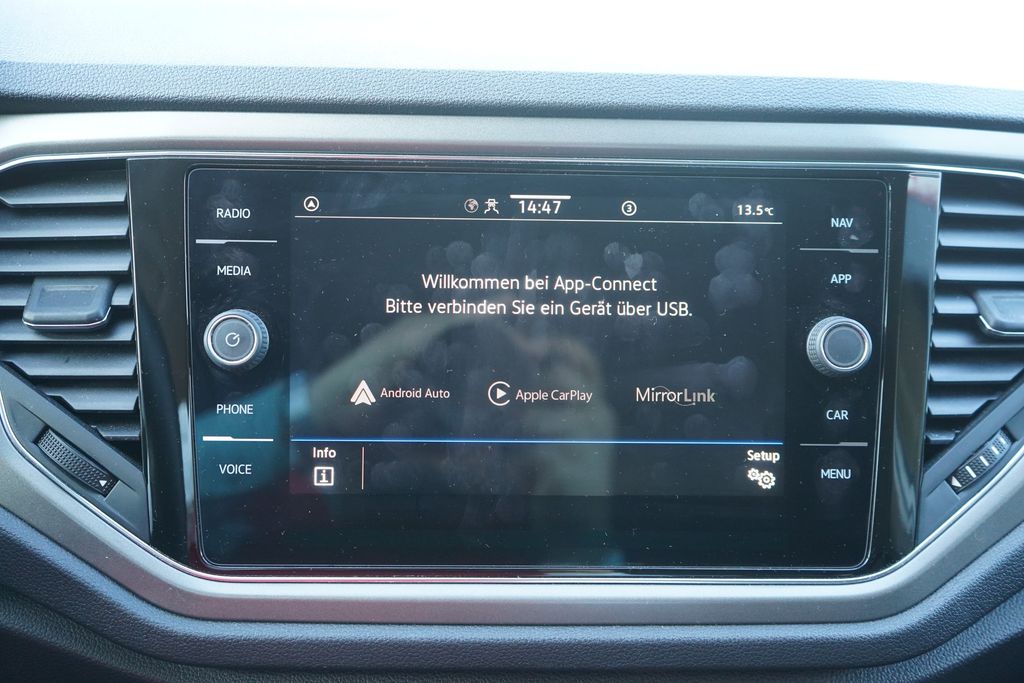 RADIO
MEDIA
PHONE
VOICE
14:47
3
13.5°C
Willkommen bei App-Connect
Bitte verbinden Sie ein Gerät über USB.
Android Auto
Apple CarPlay
MirrorLink
Info
Setup
NAV
APP
CAR
MENU